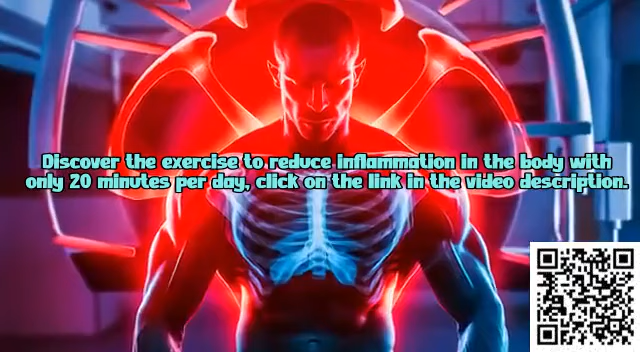 Discover the exercise to reduce inflammation in the body with
only 20 minutes per day, click on the link in the video description.